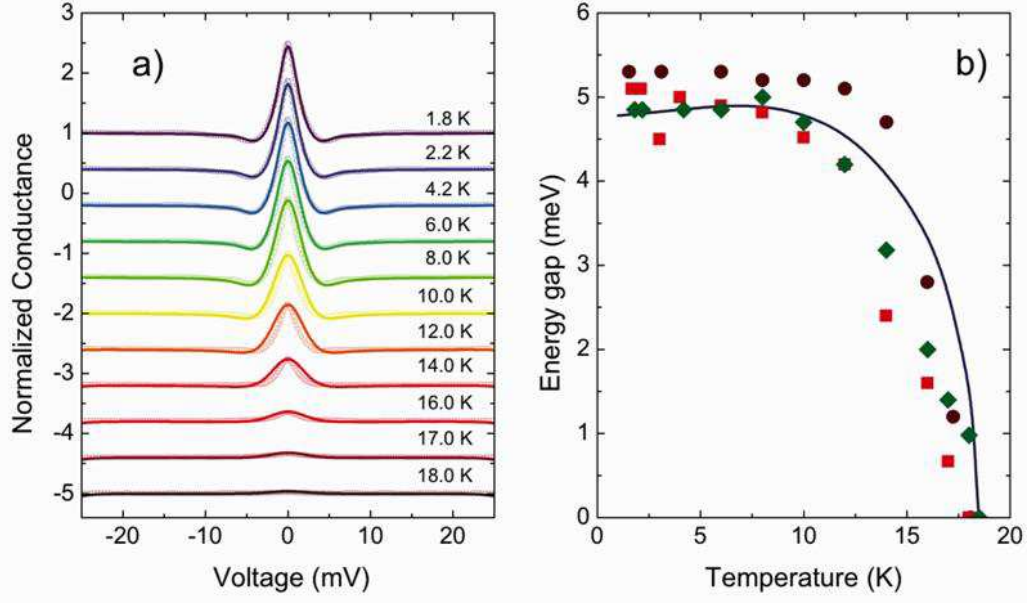 a)
3
2
1
0
-1
-2
-3
-4
-5
Normalized Conductance
1.8 K
2.2 K
4.2 K
6.0 K
8.0 K
10.0 K
12.0 K
14.0 K
16.0 K
17.0 K
18.0 K
-20 -10 0 10 20
Voltage (mV)
b)
6
5
4
3
2
1
0
Energy gap (meV)
0 5 10 15 20
Temperature (K)